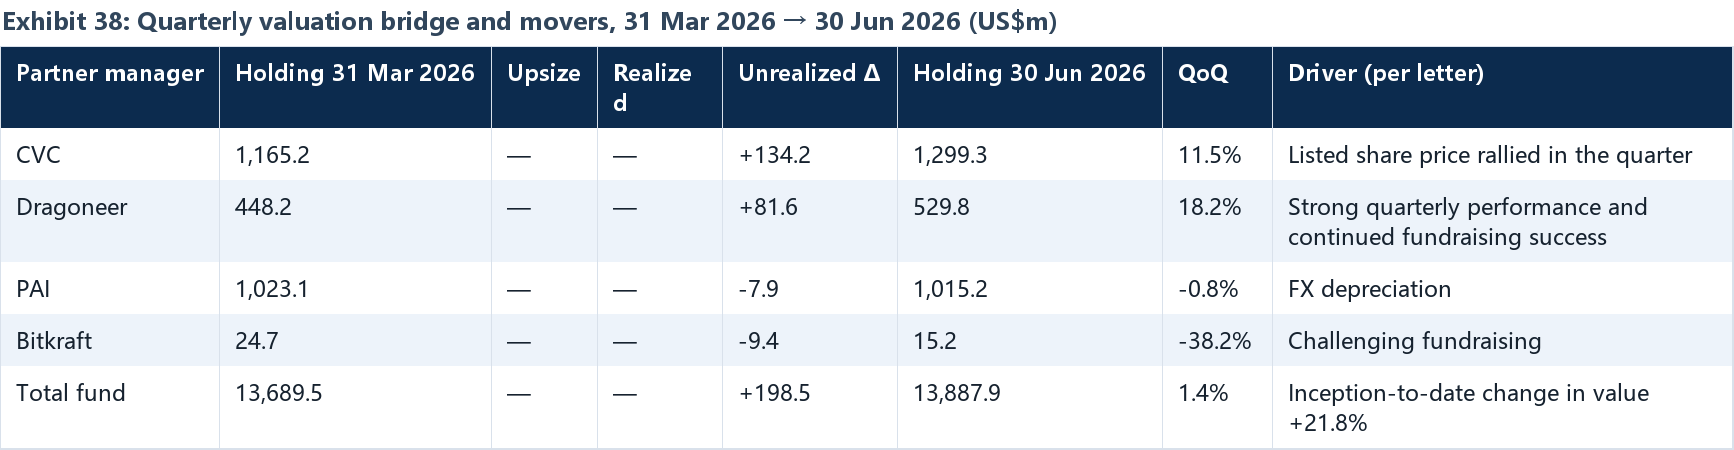 Exhibit 38: Quarterly valuation bridge and movers, 31 Mar 2026 → 30 Jun 2026 (US$m)
Partner manager Holding 31 Mar 2026 Upsize Realize Unrealized Δ Holding 30 Jun 2026 QoQ Driver (per letter)
d
CVC 1,165.2 — — +134.2 1,299.3 11.5% Listed share price rallied in the quarter
Dragoneer 448.2 — — +81.6 529.8 18.2% Strong quarterly performance and
continued fundraising success
PAI 1,023.1 — — -7.9 1,015.2 -0.8% FX depreciation
Bitkraft 24.7 — — -9.4 15.2 -38.2% Challenging fundraising
Total fund 13,689.5 — — +198.5 13,887.9 1.4% Inception-to-date change in value
+21.8%